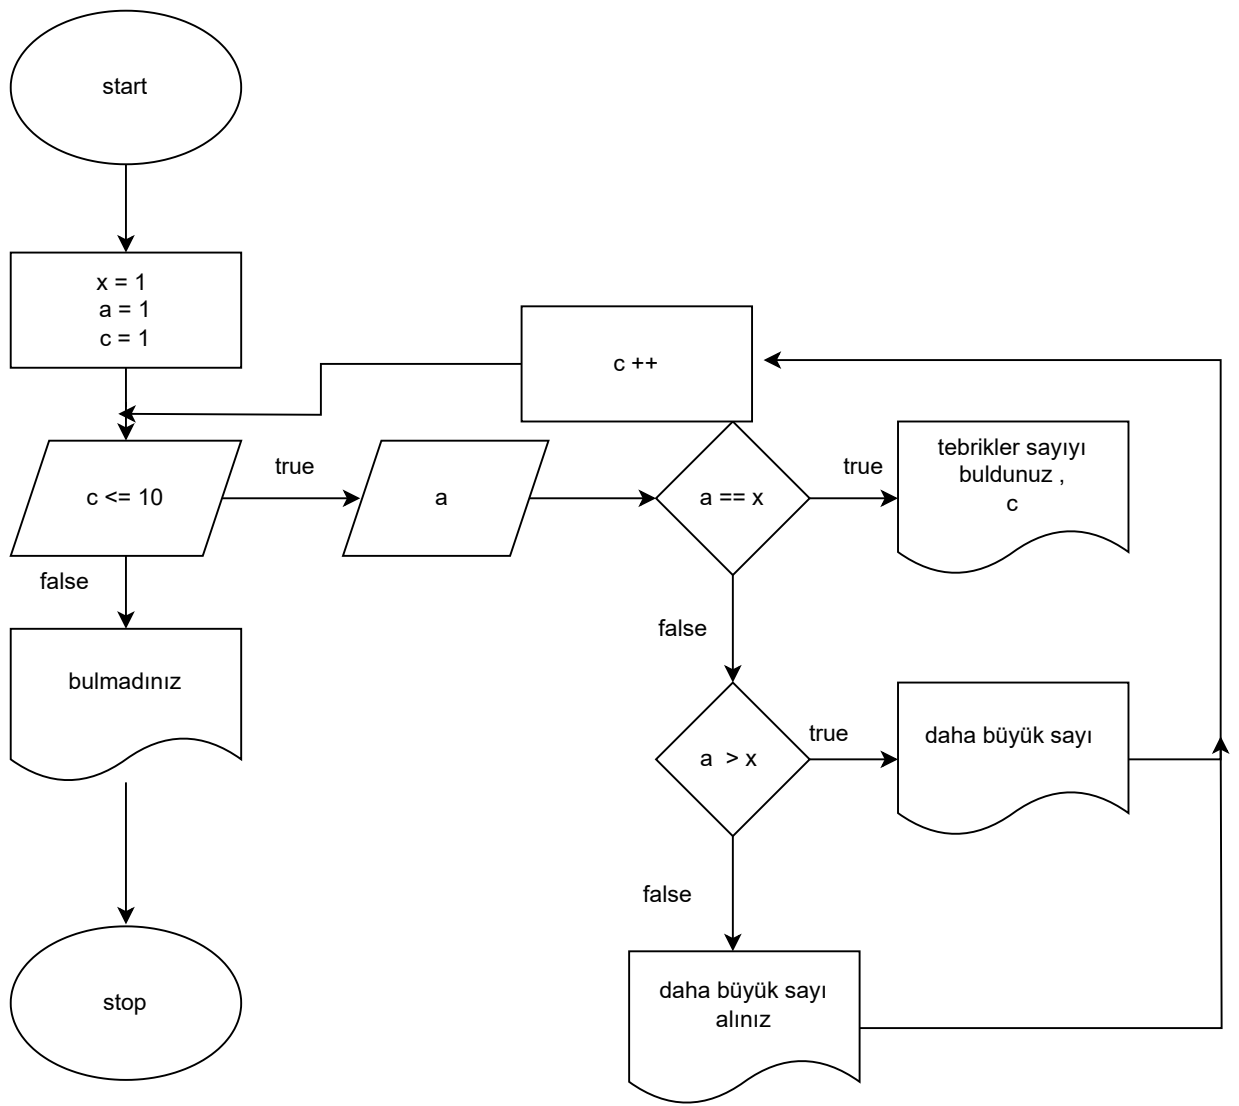 start
x = 1
a = 1
c = 1
c ++
c <= 10
true
a
a == x
true
tebrikler sayıyı
buldunuz ,
c
false
bulmadınız
false
a  > x
true
daha büyük sayı
false
daha büyük sayı
alınız
stop